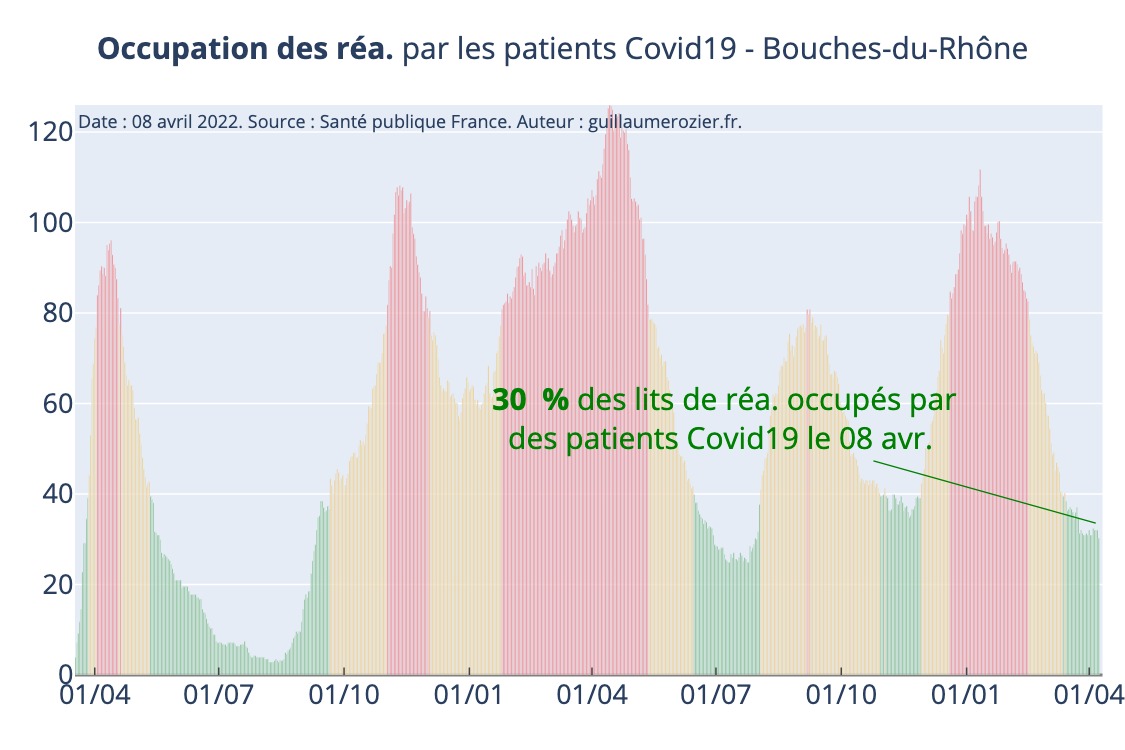 Occupation des réa. par les patients Covid19 - Bouches-du-Rhône
Date : 08 avril 2022. Source : Santé publique France. Auteur : guillaumerozier.fr.
120
100
80
60
40
20
0
30 % des lits de réa. occupés par
des patients Covid19 le 08 avr.
01/04 01/07 01/10 01/01 01/04 01/07 01/10 01/01 01/04